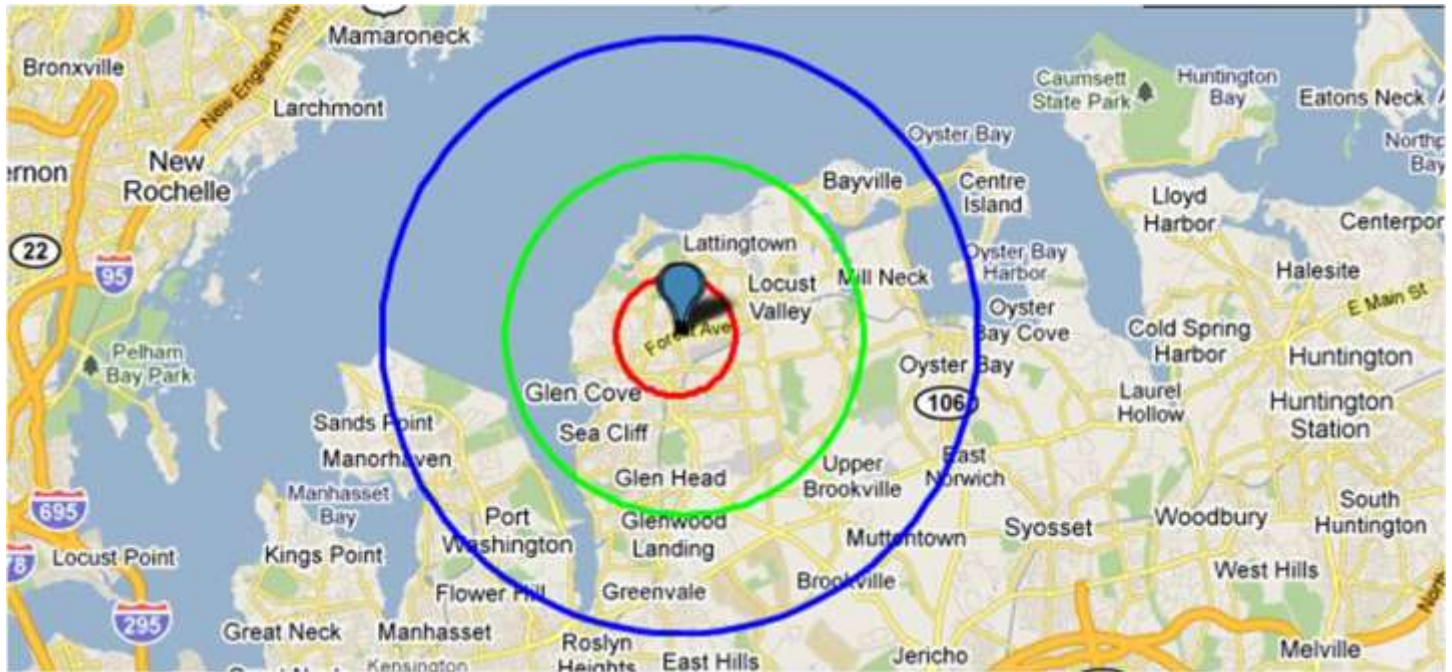 Mamaroneck
Bronxville
New England Thru
Larchmont
Caumsett
State Park
Huntington
Bay
Eatons Neck
Oyster Bay
New
Rochelle
ernon
Northp
Bay
Bayville
Centre
Island
Lloyd
Harbor
Centerpor
22
95
Lattingtown
Oyster Bay
Harbor
Halesite
Locust
Valley
Mill Neck
E Main St
Oyster
Bay Cove
Forest Ave
Cold Spring
Harbor
Huntington
Pelham
Bay Park
Oyster Bay
Glen Cove
106
Laurel
Hollow
Huntington
Station
Sands Point
Sea Cliff
Manorhaven
Glen Head
Upper
Brookville
East
Norwich
Manhasset
Bay
695
Port
Washington
Glenwood
Landing
South
Huntington
Syosset
Woodbury
Muttontown
Locust Point
78
Kings Point
Brookville
West Hills
Flower Hill
Greenvale
295
Great Neck
Manhasset
Roslyn
Heights
East Hills
Jericho
Melville
Kensington